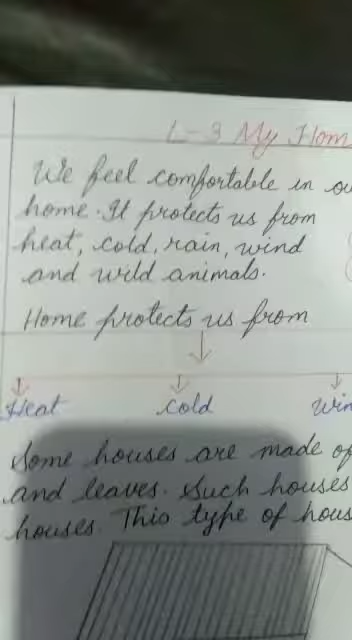 L-3 My Hom
We feel comfortable in ou
home. It protects us from
heat, cold, rain, wind
and wild animals.
Home protects us from
Heat Cold Win
Some houses are made of
and leaves. Such houses
houses. This type of hous